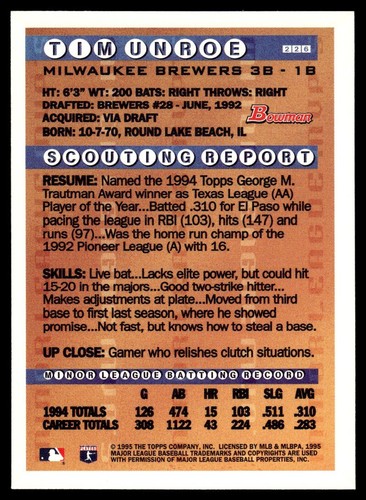 TIM UNROE
226
MILWAUKEE BREWERS 3B - 1B
HT: 6'3" WT: 200 BATS: RIGHT THROWS: RIGHT
DRAFTED: BREWERS #28 - JUNE, 1992
ACQUIRED: VIA DRAFT
BORN: 10-7-70, ROUND LAKE BEACH, IL
Bowman
SCOUTING REPORT
RESUME: Named the 1994 Topps George M.
Trautman Award winner as Texas League (AA)
Player of the Year...Batted .310 for El Paso while
pacing the league in RBI (103), hits (147) and
runs (97)...Was the home run champ of the
1992 Pioneer League (A) with 16.
SKILLS: Live bat...Lacks elite power, but could hit
15-20 in the majors...Good two-strike hitter...
Makes adjustments at plate...Moved from third
base to first last season, where he showed
promise...Not fast, but knows how to steal a base.
UP CLOSE: Gamer who relishes clutch situations.
MINOR LEAGUE BATTING RECORD
G AB HR RBI SLG AVG
1994 TOTALS 126 474 15 103 .511 .310
CAREER TOTALS 308 1122 43 224 .486 .283
© 1995 THE TOPPS COMPANY, INC. LICENSED BY MLB & MLBPA, 1995
MAJOR LEAGUE BASEBALL TRADEMARKS AND COPYRIGHTS ARE USED
WITH PERMISSION OF MAJOR LEAGUE BASEBALL PROPERTIES, INC.